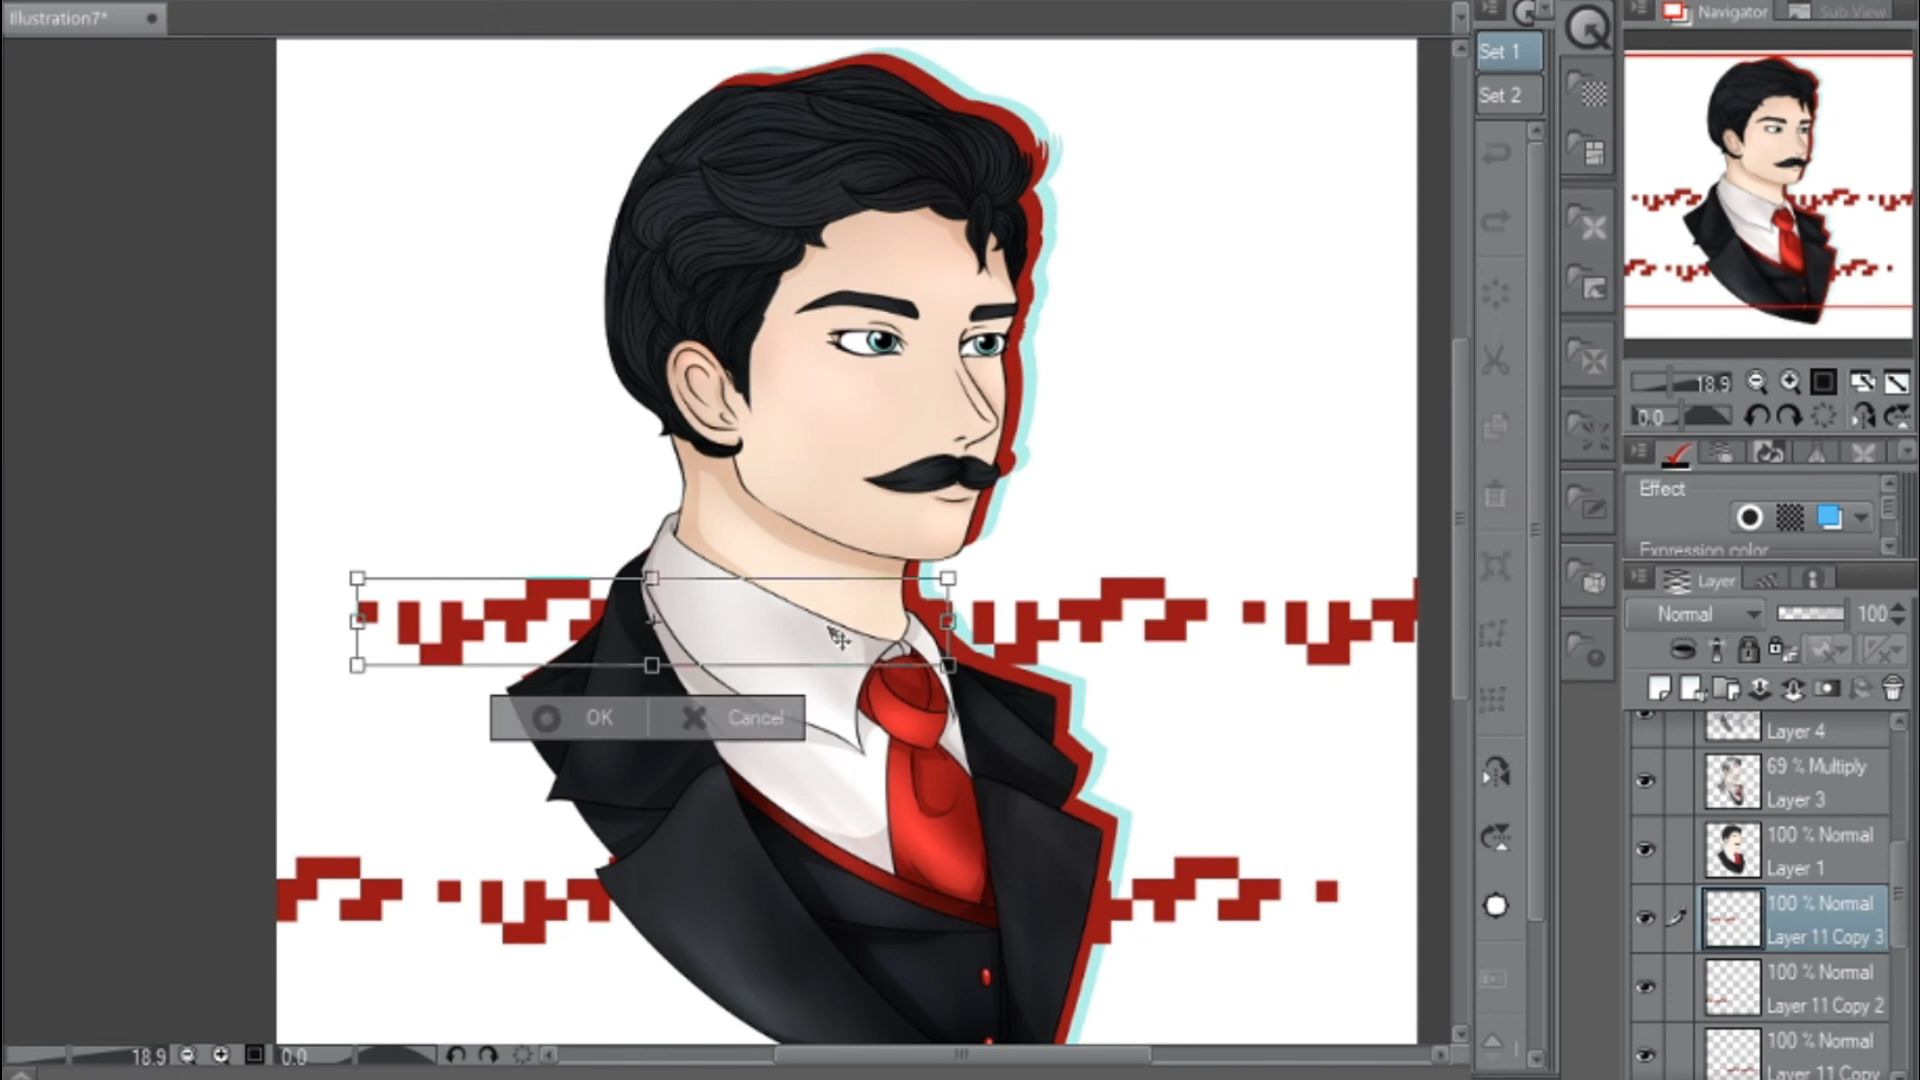 Illustration7*
Set 1
Set 2
Navigator
Sub View
18.9
0.0
Effect
Expression color
Layer
Normal
100
Layer 4
69 % Multiply
Layer 3
100 % Normal
Layer 1
100 % Normal
Layer 11 Copy 3
100 % Normal
Layer 11 Copy 2
100 % Normal
Layer 11 Copy
OK
Cancel
18.9
0.0